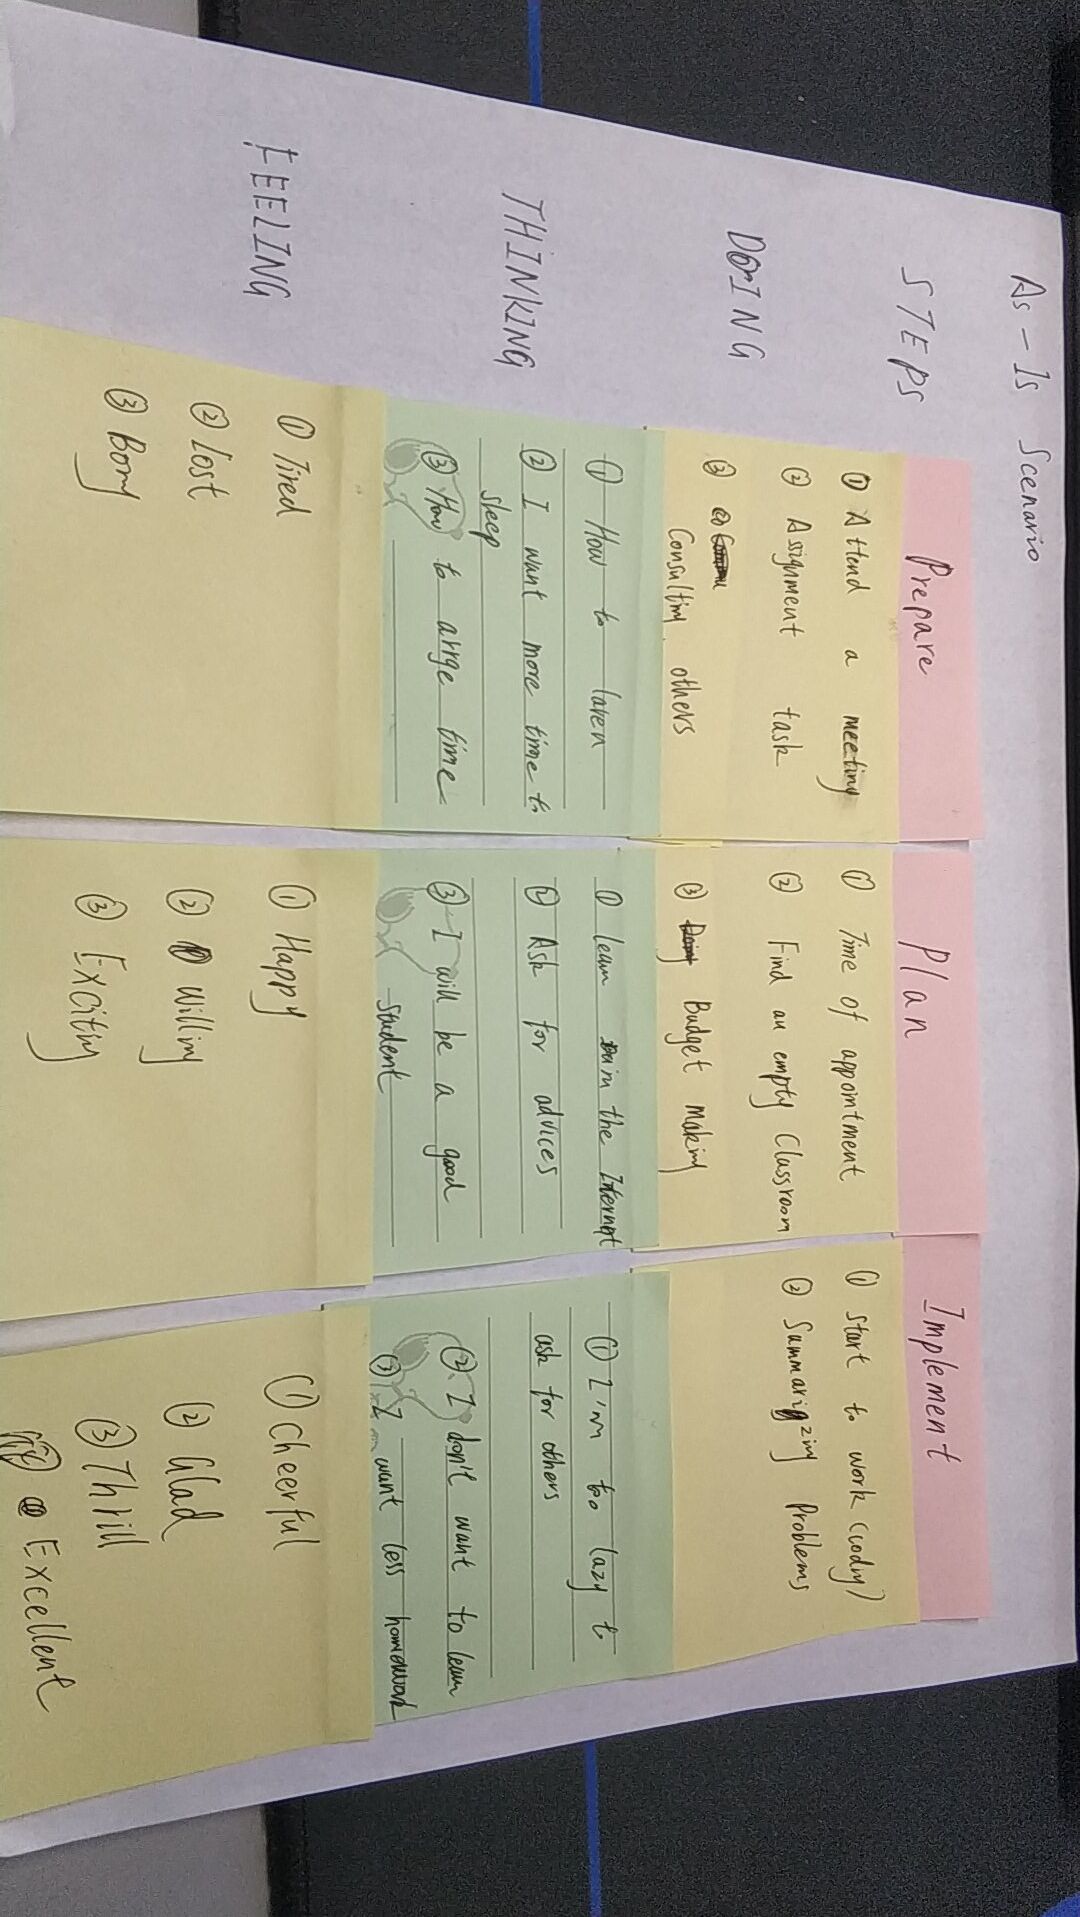 As-Is Scenario
STEPS
Prepare
Plan
Implement
DOING
① Attend a meeting
② Assignment task
③
Consulting others
① Time of appointment
② Find an empty Classroom
③ Budget making
① Start to work (coding)
② Summarizing Problems
THINKING
① How to laren
② I want more time to
sleep
③ How to arrge time
① learn in the Internet
② Ask for advices
③ I will be a good
student
① I'm too lazy to
ask for others
② I don't want to learn
③ I want less homework
FEELING
① Tired
② Lost
③ Borng
① Happy
② Willing
③ Exciting
① Cheerful
② Glad
③ Thrill
④ Excellent